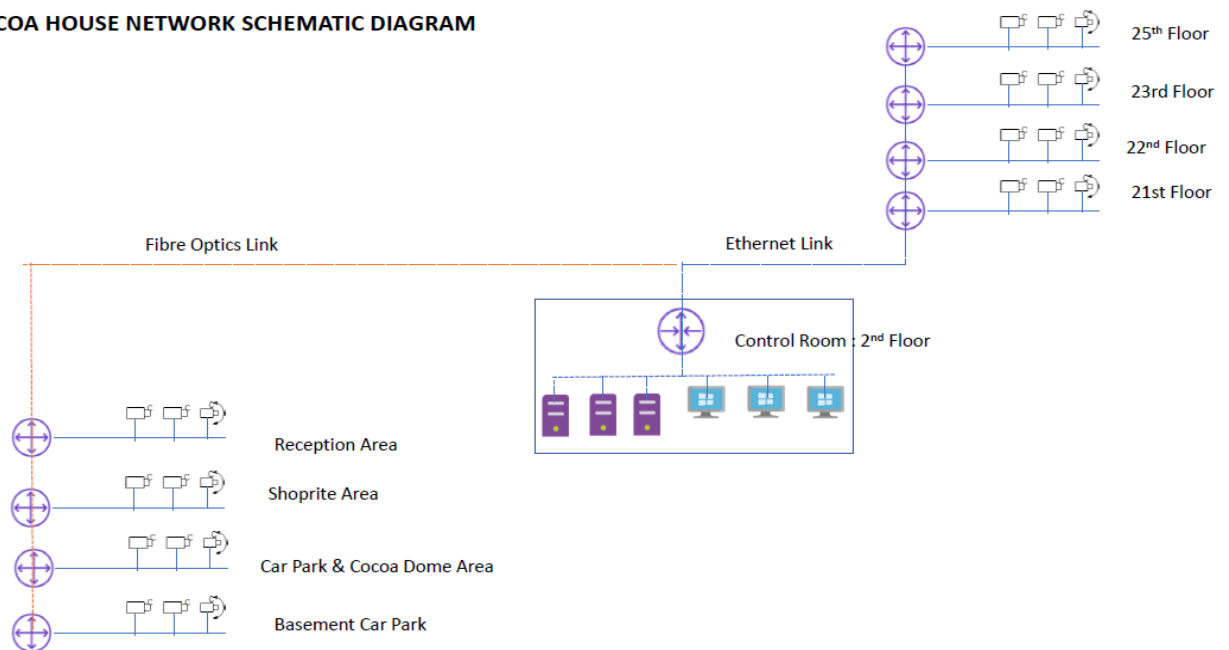 COA HOUSE NETWORK SCHEMATIC DIAGRAM
25th Floor
23rd Floor
22nd Floor
21st Floor
Fibre Optics Link
Ethernet Link
Control Room : 2nd Floor
Reception Area
Shoprite Area
Car Park & Cocoa Dome Area
Basement Car Park